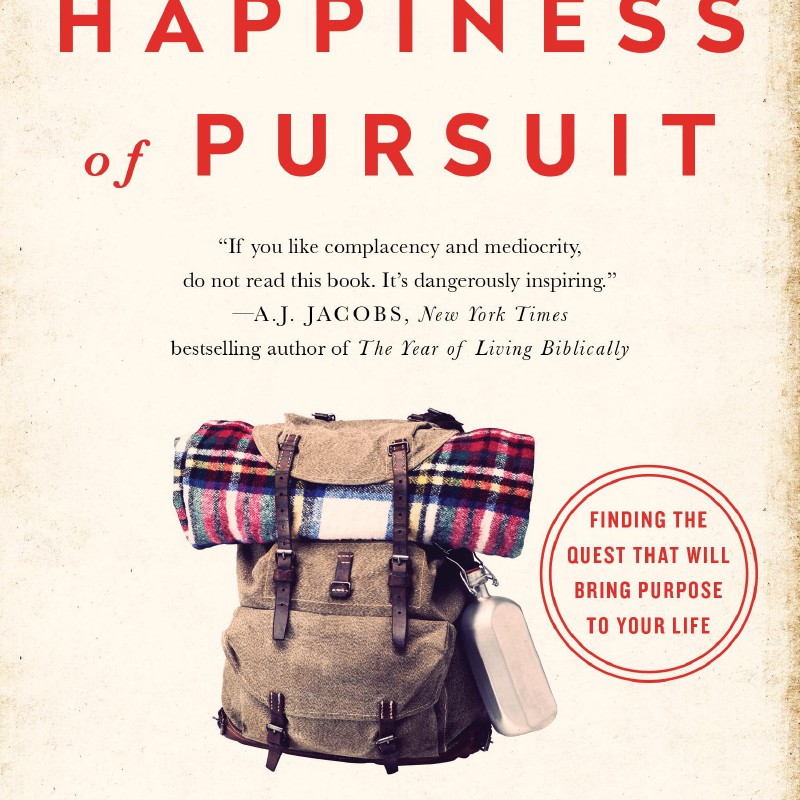 HAPPINESS
of PURSUIT
“If you like complacency and mediocrity,
do not read this book. It’s dangerously inspiring.”
—A.J. JACOBS, New York Times
bestselling author of The Year of Living Biblically
FINDING THE
QUEST THAT WILL
BRING PURPOSE
TO YOUR LIFE